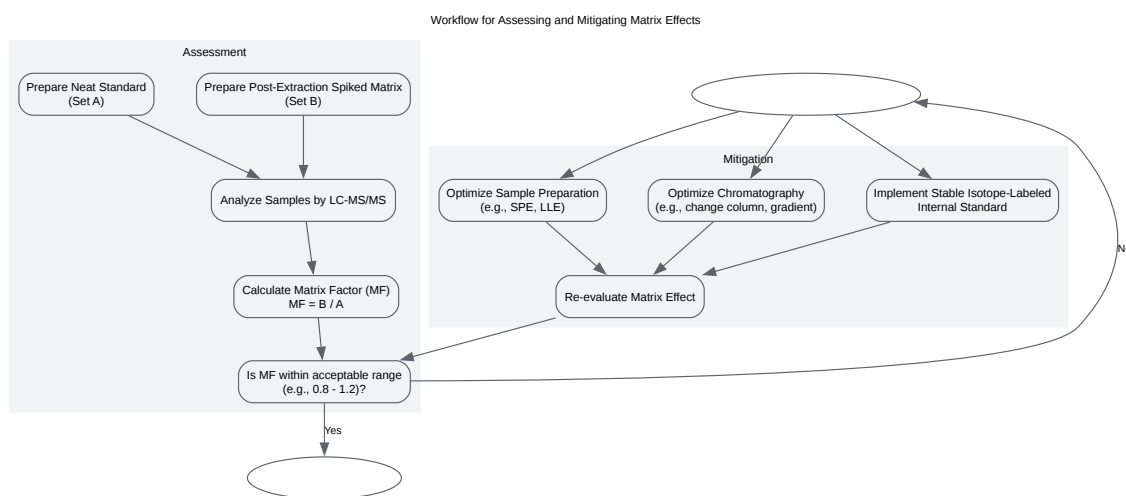 Workflow for Assessing and Mitigating Matrix Effects
Assessment
Prepare Neat Standard
(Set A)
Prepare Post-Extraction Spiked Matrix
(Set B)
Analyze Samples by LC-MS/MS
Calculate Matrix Factor (MF)
MF = B / A
Is MF within acceptable range
(e.g., 0.8 - 1.2)?
Yes
Mitigation
Optimize Sample Preparation
(e.g., SPE, LLE)
Optimize Chromatography
(e.g., change column, gradient)
Implement Stable Isotope-Labeled
Internal Standard
Re-evaluate Matrix Effect